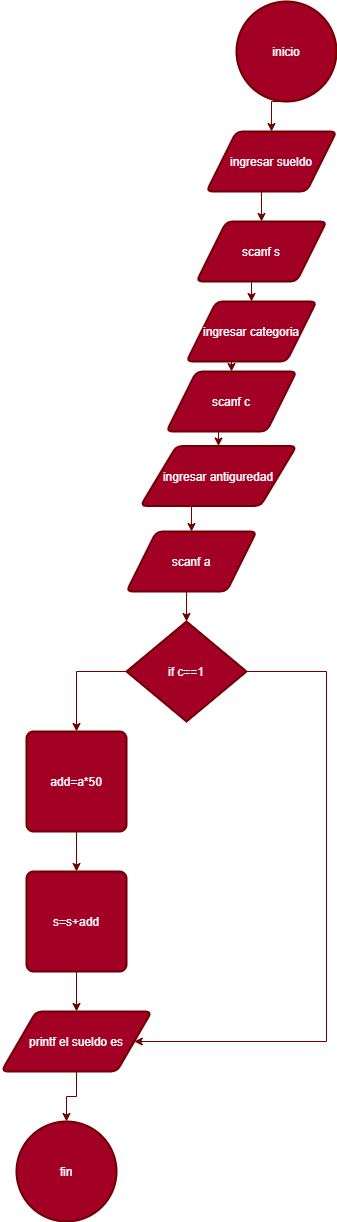 inicio
ingresar sueldo
scanf s
ingresar categoria
scanf c
ingresar antiguredad
scanf a
if c==1
add=a*50
s=s+add
printf el sueldo es
fin